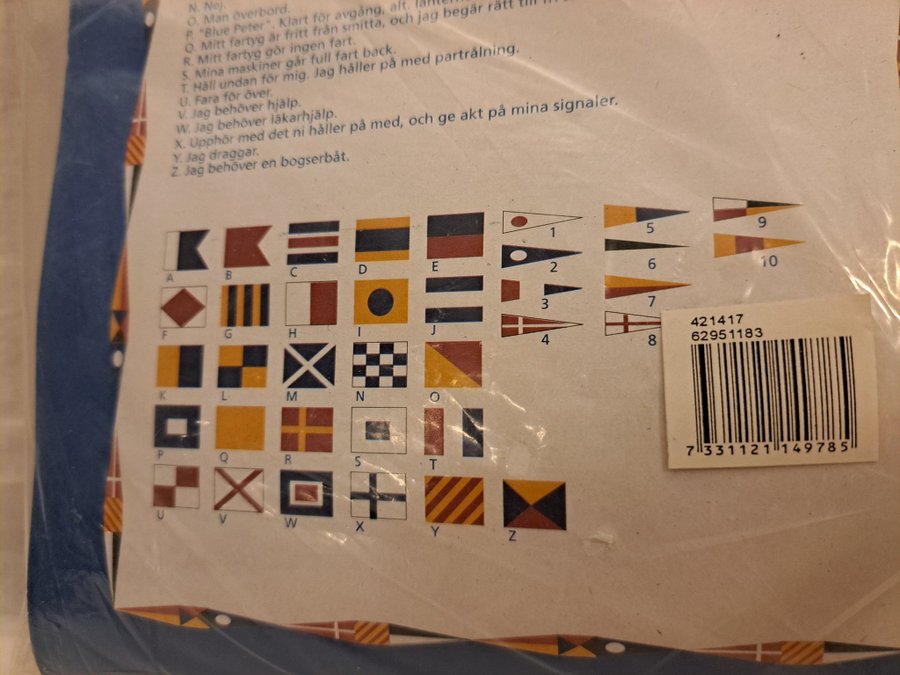 N. Nej.
O. Man överbord.
P. "Blue Peter". Klart för avgång, alt.
Q. Mitt fartyg är fritt från smitta, och jag begär rätt till
R. Mitt fartyg gör ingen fart.
S. Mina maskiner går full fart back.
T. Håll undan för mig. Jag håller på med partrålning.
U. Fara för över.
V. Jag behöver hjälp.
W. Jag behöver läkarhjälp.
X. Upphör med det ni håller på med, och ge akt på mina signaler.
Y. Jag draggar.
Z. Jag behöver en bogserbåt.
A B C D E 1 5 9
2 6 10
F G H I J 3 7
4 8
K L M N O
P Q R S T
U V W X Y Z
421417
62951183
7 331121 149785